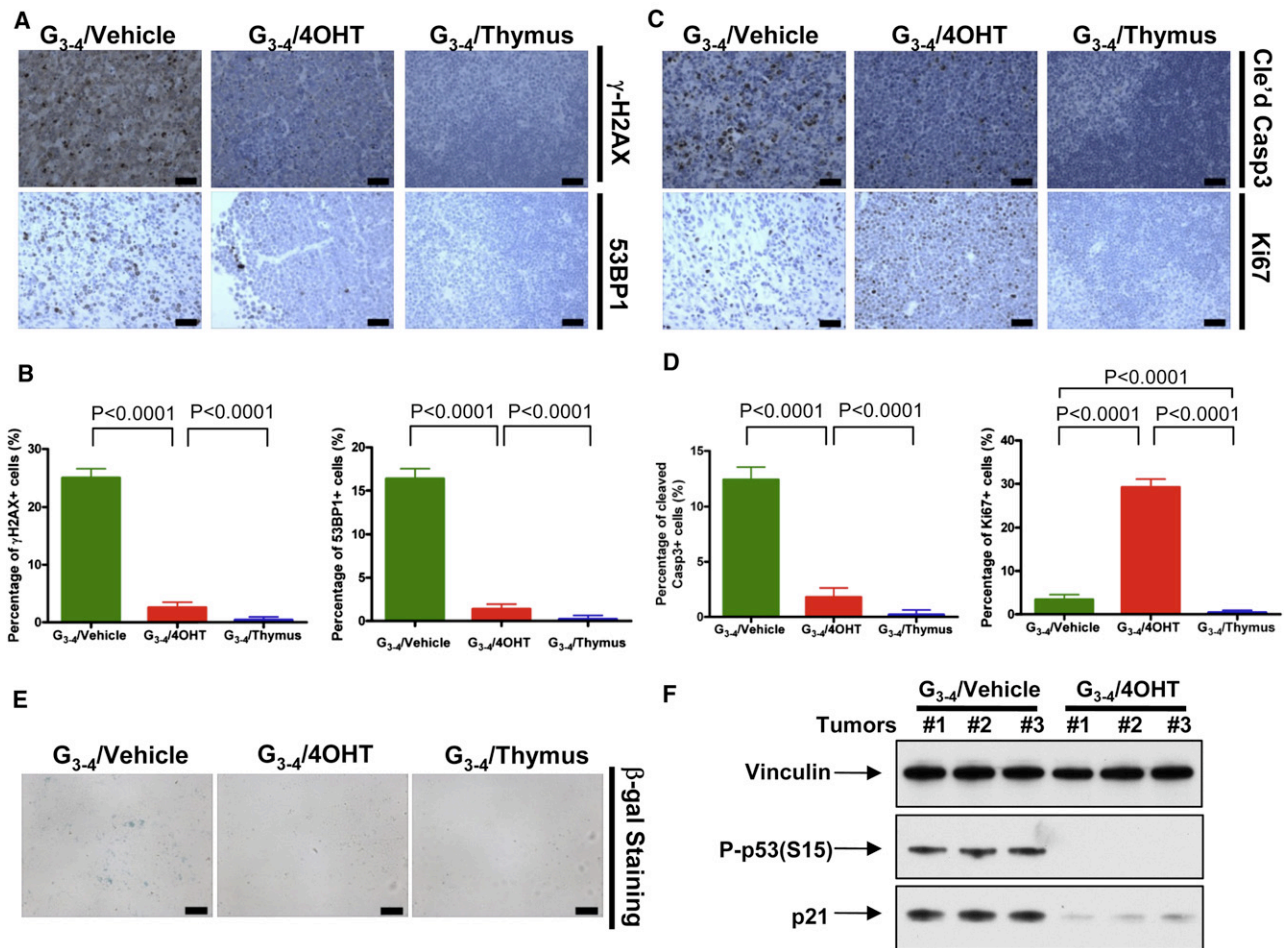 A
G3-4/Vehicle G3-4/4OHT G3-4/Thymus
γ-H2AX
53BP1
B
P<0.0001 P<0.0001
Percentage of γH2AX+ cells (%)
30
20
10
0
G3-4/Vehicle G3-4/4OHT G3-4/Thymus
P<0.0001 P<0.0001
Percentage of 53BP1+ cells (%)
20
15
10
5
0
G3-4/Vehicle G3-4/4OHT G3-4/Thymus
C
G3-4/Vehicle G3-4/4OHT G3-4/Thymus
Cle'd Casp3
Ki67
D
P<0.0001 P<0.0001
Percentage of cleaved
Casp3+ cells (%)
15
10
5
0
G3-4/Vehicle G3-4/4OHT G3-4/Thymus
P<0.0001
P<0.0001 P<0.0001
Percentage of Ki67+ cells (%)
40
30
20
10
0
G3-4/Vehicle G3-4/4OHT G3-4/Thymus
E
G3-4/Vehicle G3-4/4OHT G3-4/Thymus
β-gal Staining
F
G3-4/Vehicle G3-4/4OHT
Tumors #1 #2 #3 #1 #2 #3
Vinculin
P-p53(S15)
p21